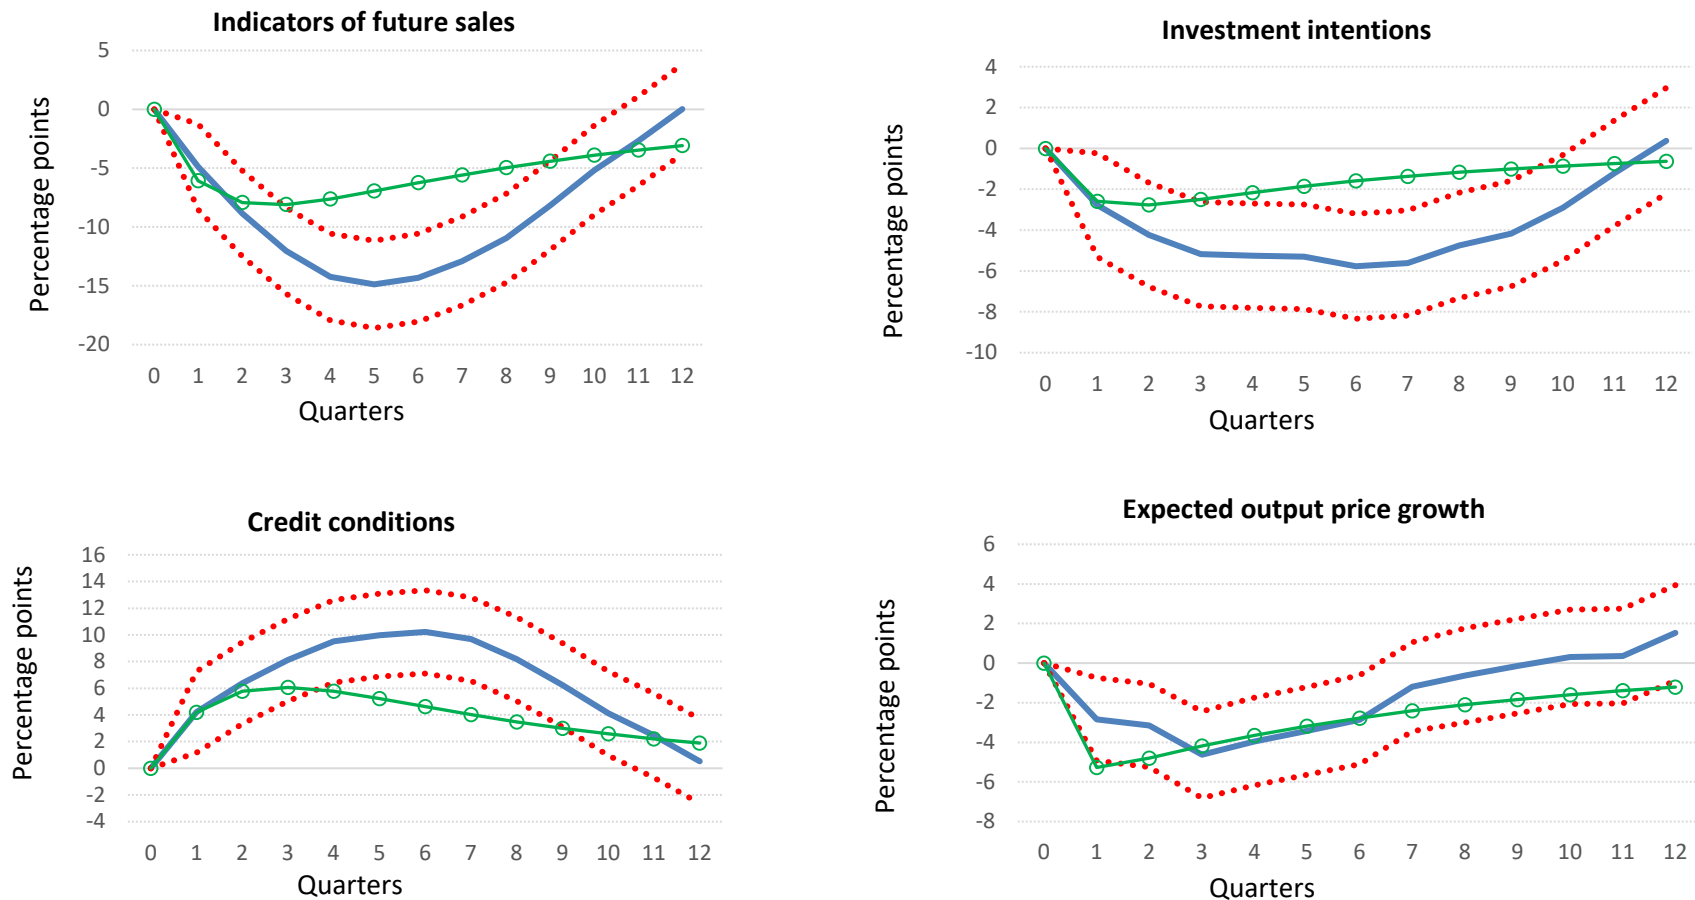 Indicators of future sales
Percentage points
5
0
-5
-10
-15
-20
0 1 2 3 4 5 6 7 8 9 10 11 12
Quarters
Investment intentions
Percentage points
4
2
0
-2
-4
-6
-8
-10
0 1 2 3 4 5 6 7 8 9 10 11 12
Quarters
Credit conditions
Percentage points
16
14
12
10
8
6
4
2
0
-2
-4
0 1 2 3 4 5 6 7 8 9 10 11 12
Quarters
Expected output price growth
Percentage points
6
4
2
0
-2
-4
-6
-8
0 1 2 3 4 5 6 7 8 9 10 11 12
Quarters